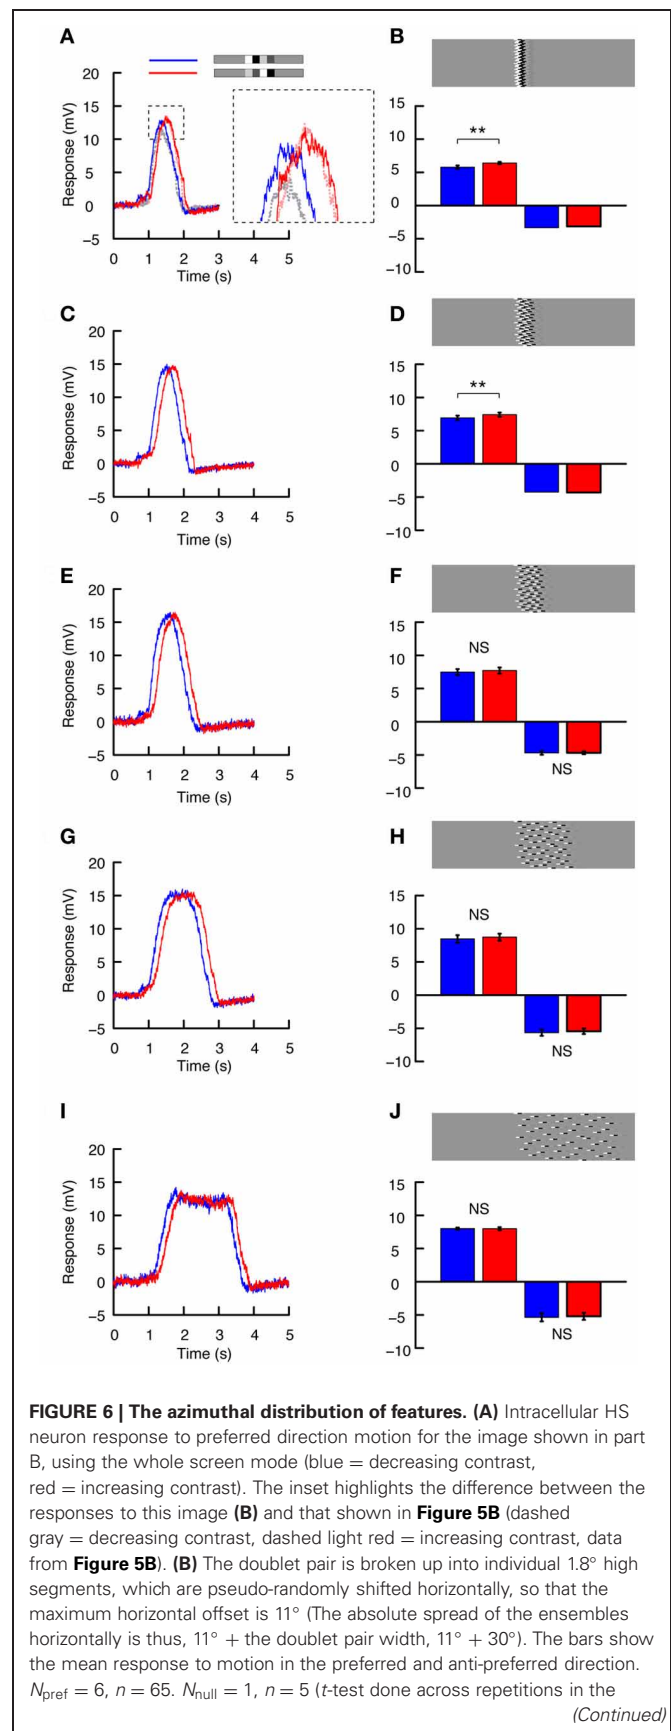 A
B
20
15
10
5
0
−5
Response (mV)
0 1 2 3 4 5
Time (s)
15
10
5
0
−5
−10
**
C
D
20
15
10
5
0
−5
Response (mV)
0 1 2 3 4 5
Time (s)
15
10
5
0
−5
−10
**
E
F
20
15
10
5
0
−5
Response (mV)
0 1 2 3 4 5
Time (s)
15
10
5
0
−5
−10
NS
NS
G
H
20
15
10
5
0
−5
Response (mV)
0 1 2 3 4 5
Time (s)
15
10
5
0
−5
−10
NS
NS
I
J
20
15
10
5
0
−5
Response (mV)
0 1 2 3 4 5
Time (s)
15
10
5
0
−5
−10
NS
NS
FIGURE 6 | The azimuthal distribution of features. (A) Intracellular HS
neuron response to preferred direction motion for the image shown in part
B, using the whole screen mode (blue = decreasing contrast,
red = increasing contrast). The inset highlights the difference between the
responses to this image (B) and that shown in Figure 5B (dashed
gray = decreasing contrast, dashed light red = increasing contrast, data
from Figure 5B). (B) The doublet pair is broken up into individual 1.8° high
segments, which are pseudo-randomly shifted horizontally, so that the
maximum horizontal offset is 11° (The absolute spread of the ensembles
horizontally is thus, 11° + the doublet pair width, 11° + 30°). The bars show
the mean response to motion in the preferred and anti-preferred direction.
Npref = 6, n = 65. Nnull = 1, n = 5 (t-test done across repetitions in the
(Continued)